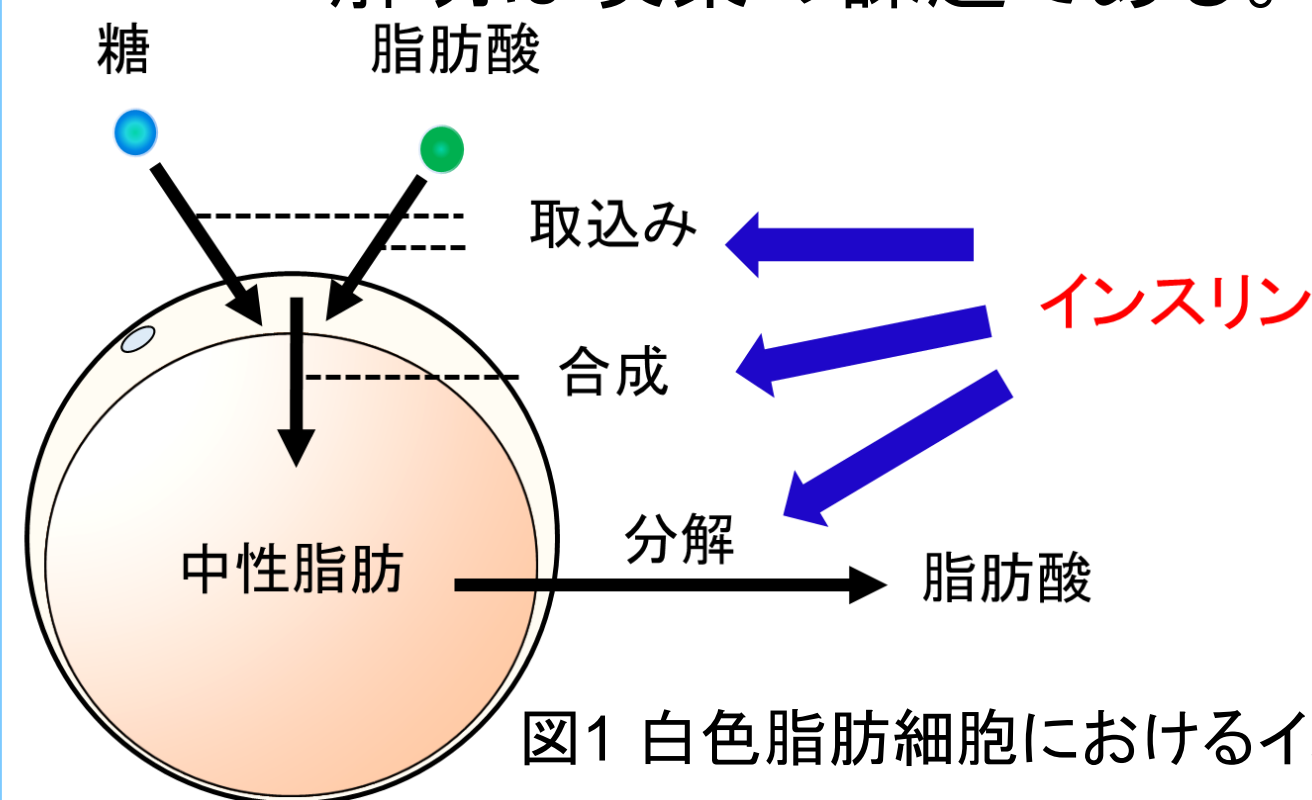 糖
脂肪酸
取込み
インスリン
合成
分解
中性脂肪
脂肪酸
図1 白色脂肪細胞におけるイ